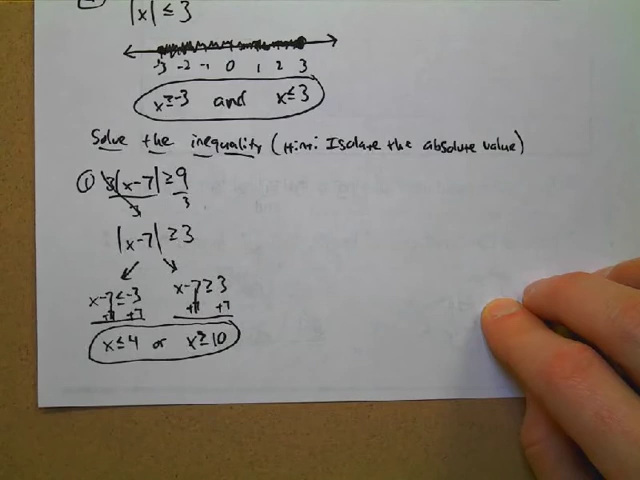 |x| ≤ 3
-3 -2 -1 0 1 2 3
x ≥ -3 and x ≤ 3
Solve the inequality (Hint: Isolate the absolute value)
① 3|x-7| ≥ 9
3 3
|x-7| ≥ 3
x-7 ≤ -3 x-7 ≥ 3
+7 +7 +7 +7
x ≤ 4 or x ≥ 10